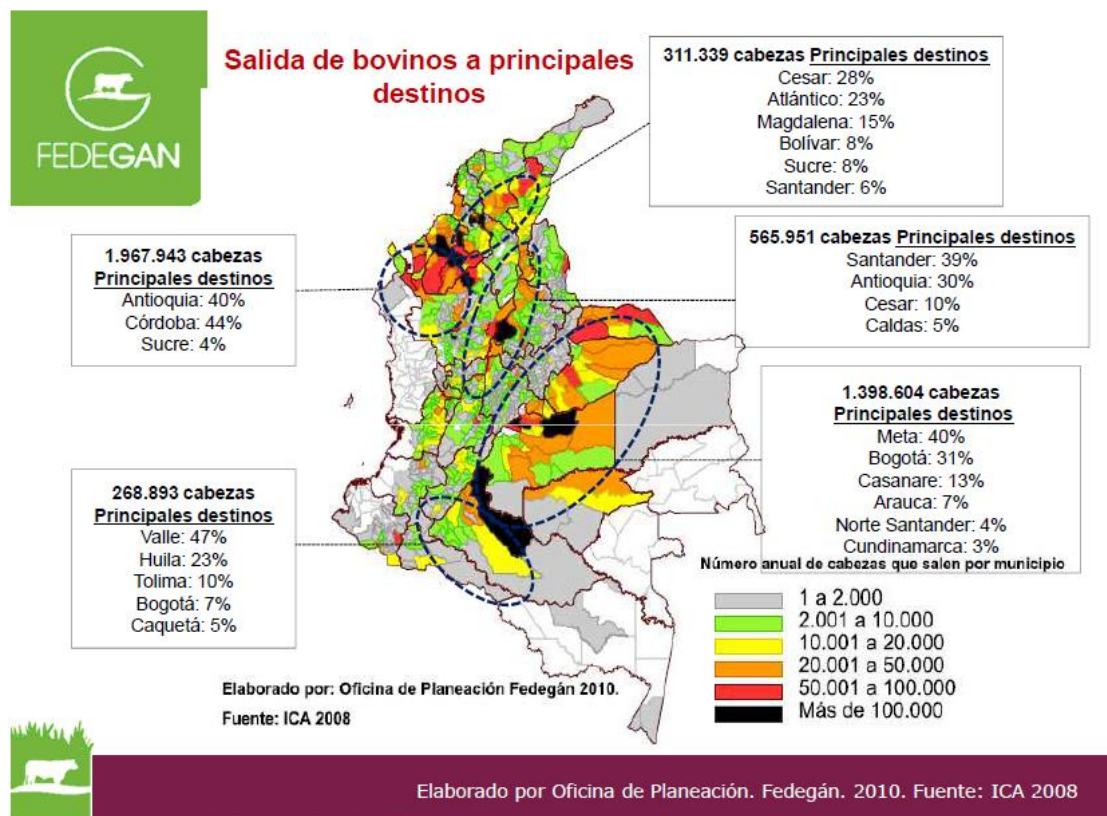 FEDEGAN
Salida de bovinos a principales
destinos
311.339 cabezas Principales destinos
Cesar: 28%
Atlántico: 23%
Magdalena: 15%
Bolívar: 8%
Sucre: 8%
Santander: 6%
1.967.943 cabezas
Principales destinos
Antioquia: 40%
Córdoba: 44%
Sucre: 4%
565.951 cabezas Principales destinos
Santander: 39%
Antioquia: 30%
Cesar: 10%
Caldas: 5%
1.398.604 cabezas
Principales destinos
Meta: 40%
Bogotá: 31%
Casanare: 13%
Arauca: 7%
Norte Santander: 4%
Cundinamarca: 3%
268.893 cabezas
Principales destinos
Valle: 47%
Huila: 23%
Tolima: 10%
Bogotá: 7%
Caquetá: 5%
Número anual de cabezas que salen por municipio
1 a 2.000
2.001 a 10.000
10.001 a 20.000
20.001 a 50.000
50.001 a 100.000
Más de 100.000
Elaborado por: Oficina de Planeación Fedegán 2010.
Fuente: ICA 2008
Elaborado por Oficina de Planeación. Fedegán. 2010. Fuente: ICA 2008